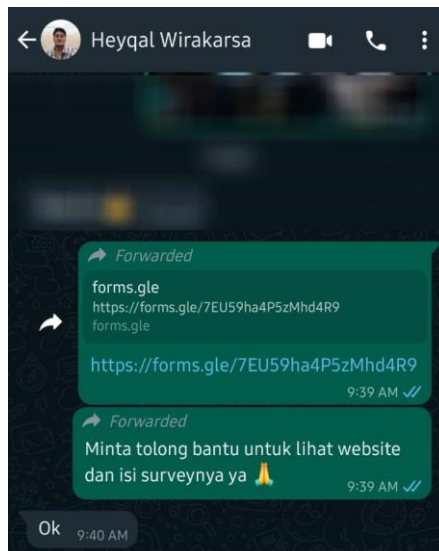 Heyqal Wirakarsa
Forwarded
forms.gle
https://forms.gle/7EU59ha4P5zMhd4R9
forms.gle
https://forms.gle/7EU59ha4P5zMhd4R9
9:39 AM
Forwarded
Minta tolong bantu untuk lihat website
dan isi surveynya ya 🙏
9:39 AM
Ok
9:40 AM